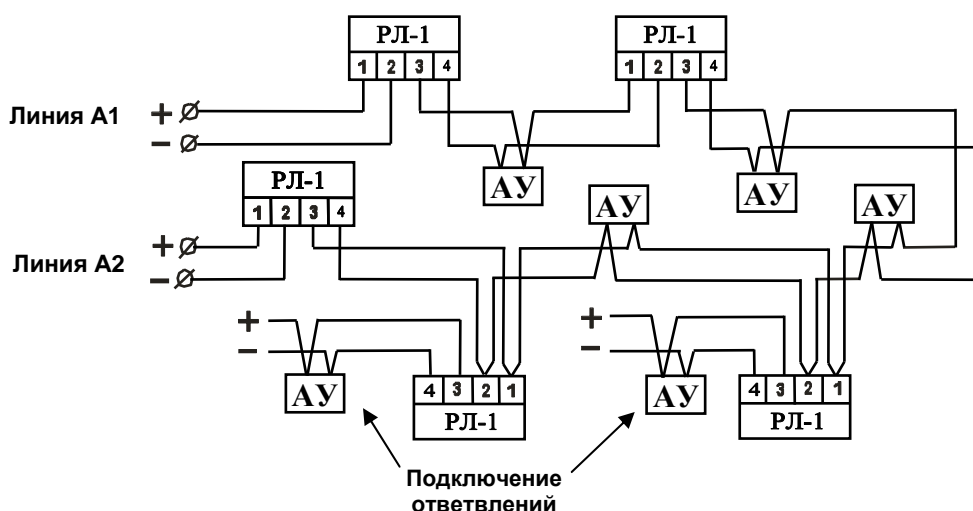 РЛ-1
1 2 3 4
РЛ-1
1 2 3 4
Линия А1
+
−
АУ
АУ
РЛ-1
1 2 3 4
АУ
АУ
Линия А2
+
−
+
−
АУ
4 3 2 1
РЛ-1
+
−
АУ
4 3 2 1
РЛ-1
Подключение
ответвлений